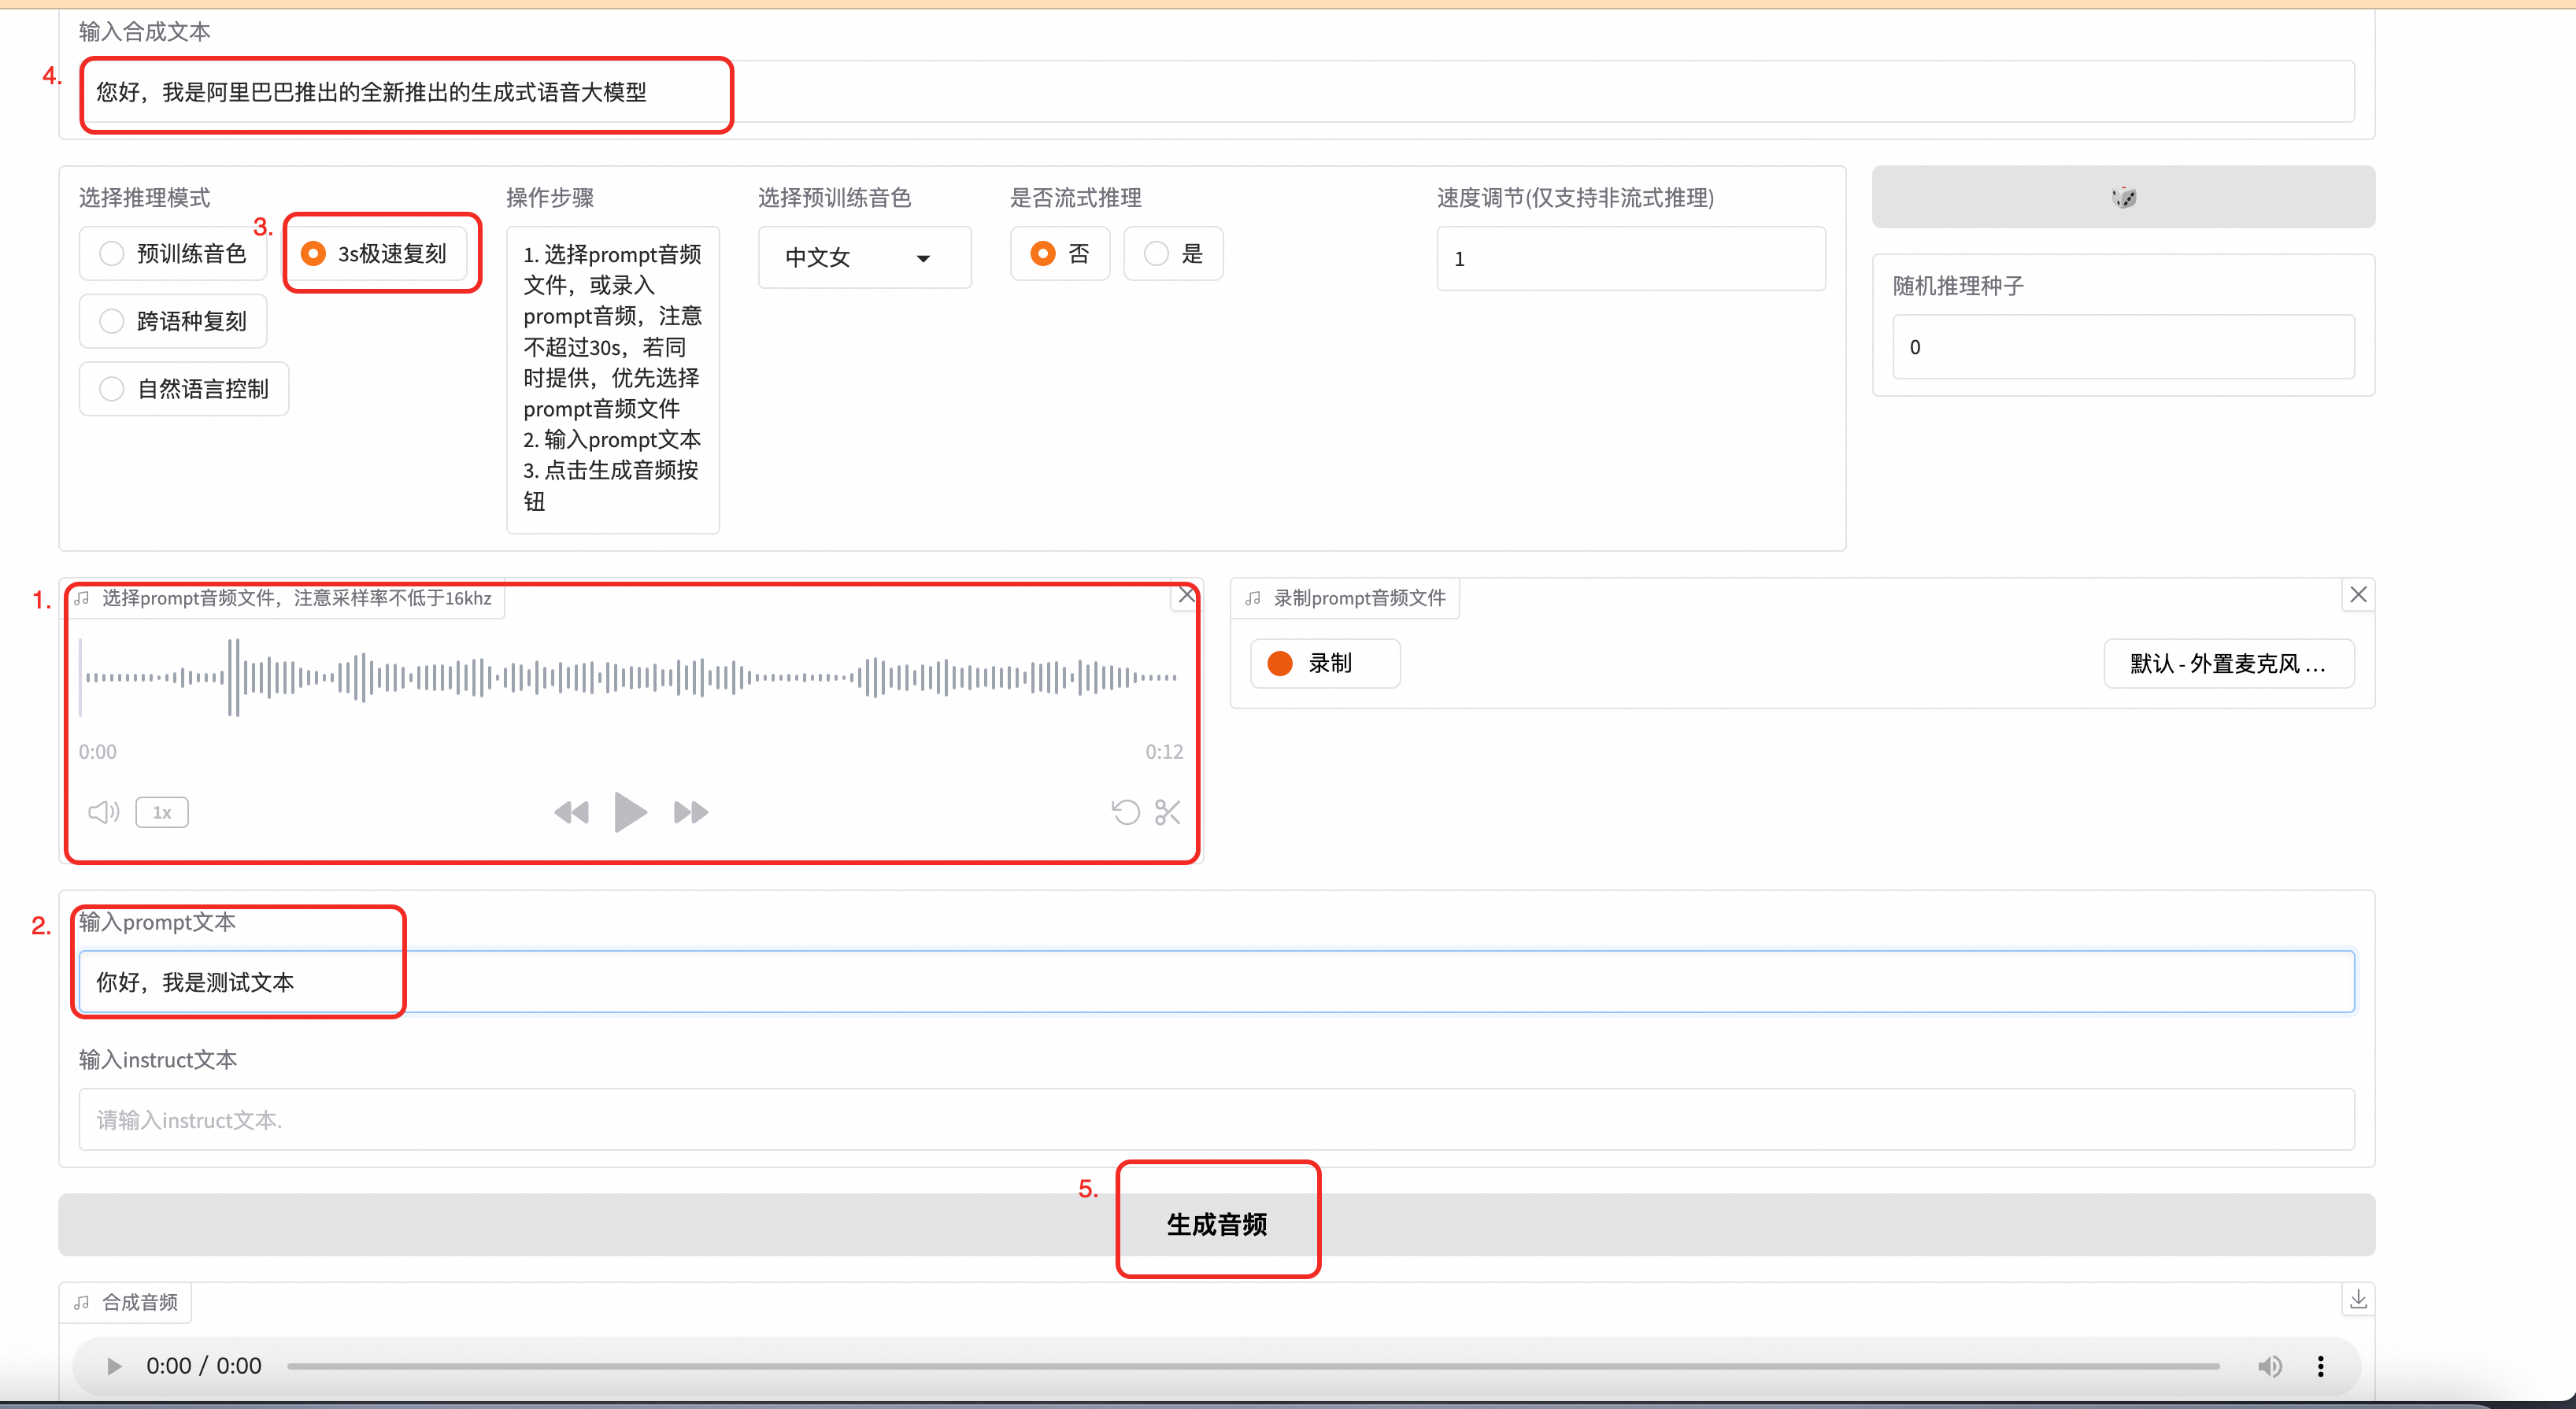 输入合成文本
4.
您好，我是阿里巴巴推出的全新推出的生成式语音大模型
选择推理模式
预训练音色
3.
3s极速复刻
跨语种复刻
自然语言控制
操作步骤
1. 选择prompt音频
文件，或录入
prompt音频，注意
不超过30s，若同
时提供，优先选择
prompt音频文件
2. 输入prompt文本
3. 点击生成音频按
钮
选择预训练音色
中文女
是否流式推理
否
是
速度调节(仅支持非流式推理)
1
随机推理种子
0
1.
选择prompt音频文件，注意采样率不低于16khz
0:00
0:12
1x
录制prompt音频文件
录制
默认 - 外置麦克风 ...
2.
输入prompt文本
你好，我是测试文本
输入instruct文本
请输入instruct文本.
5.
生成音频
合成音频
0:00 / 0:00